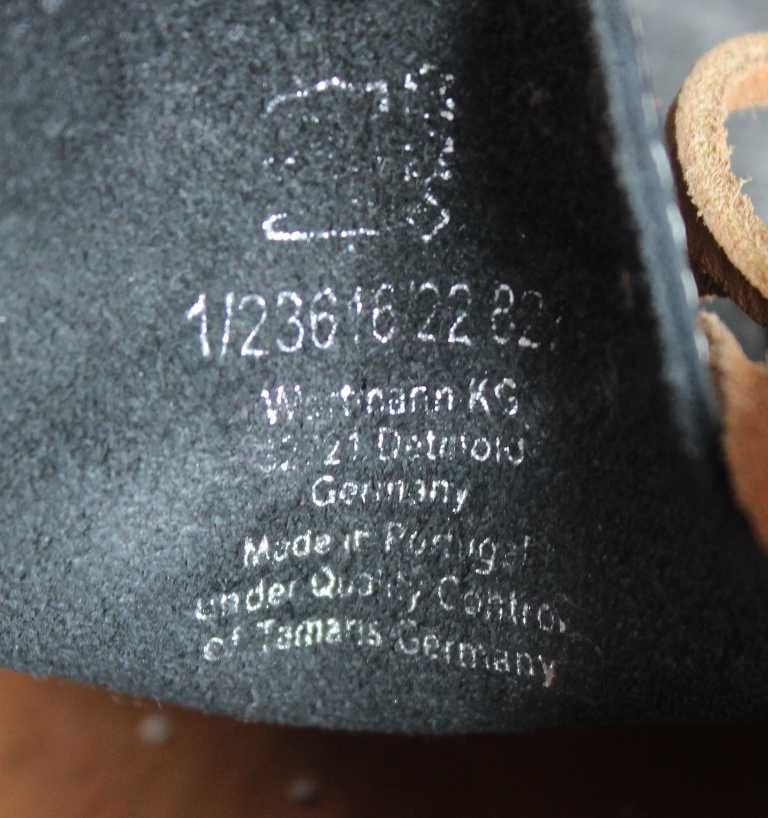 1/23616/22 82
Wortmann KG
Detmold
Germany
Made in Portugal
under Quality Control
of Tamaris Germany